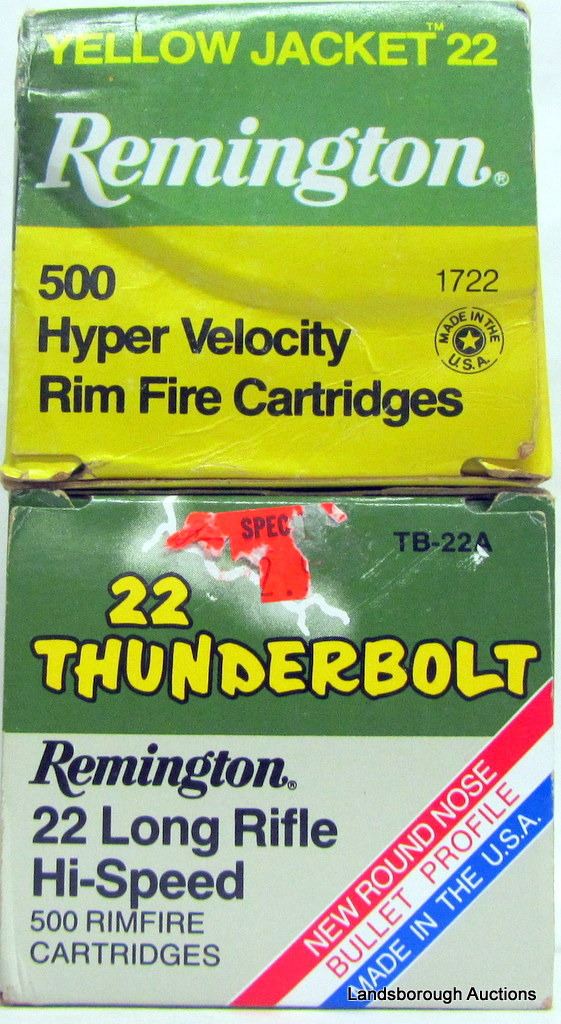 YELLOW JACKET™ 22
Remington®
500
1722
Hyper Velocity
Rim Fire Cartridges
MADE IN THE U.S.A.
SPEC
TB-22A
22
THUNDERBOLT
Remington®
22 Long Rifle
Hi-Speed
500 RIMFIRE
CARTRIDGES
NEW ROUND NOSE
BULLET PROFILE
MADE IN THE U.S.A.
Landsborough Auctions